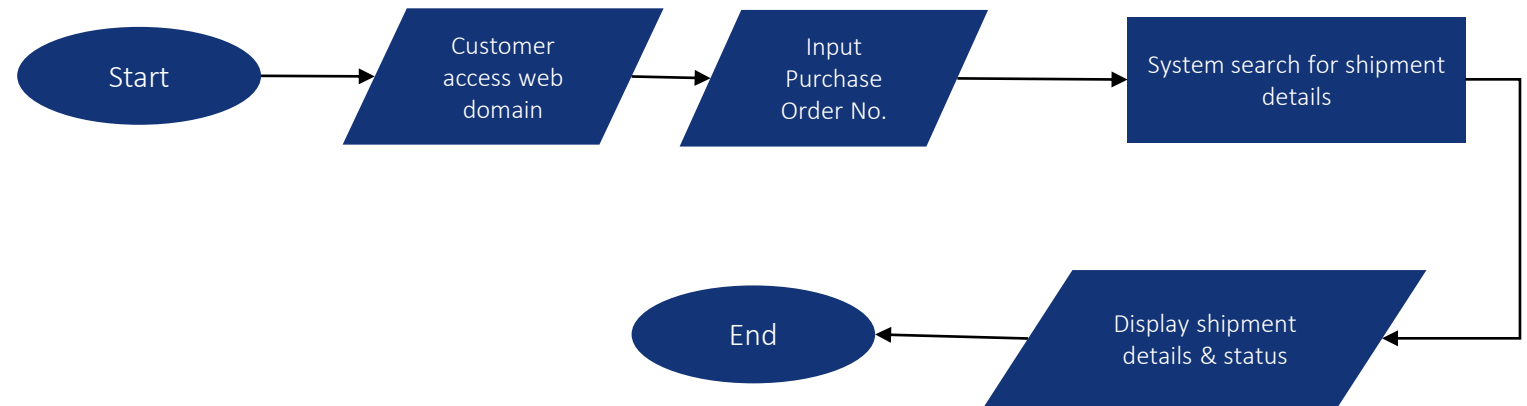 Start
Customer
access web
domain
Input
Purchase
Order No.
System search for shipment
details
Display shipment
details & status
End